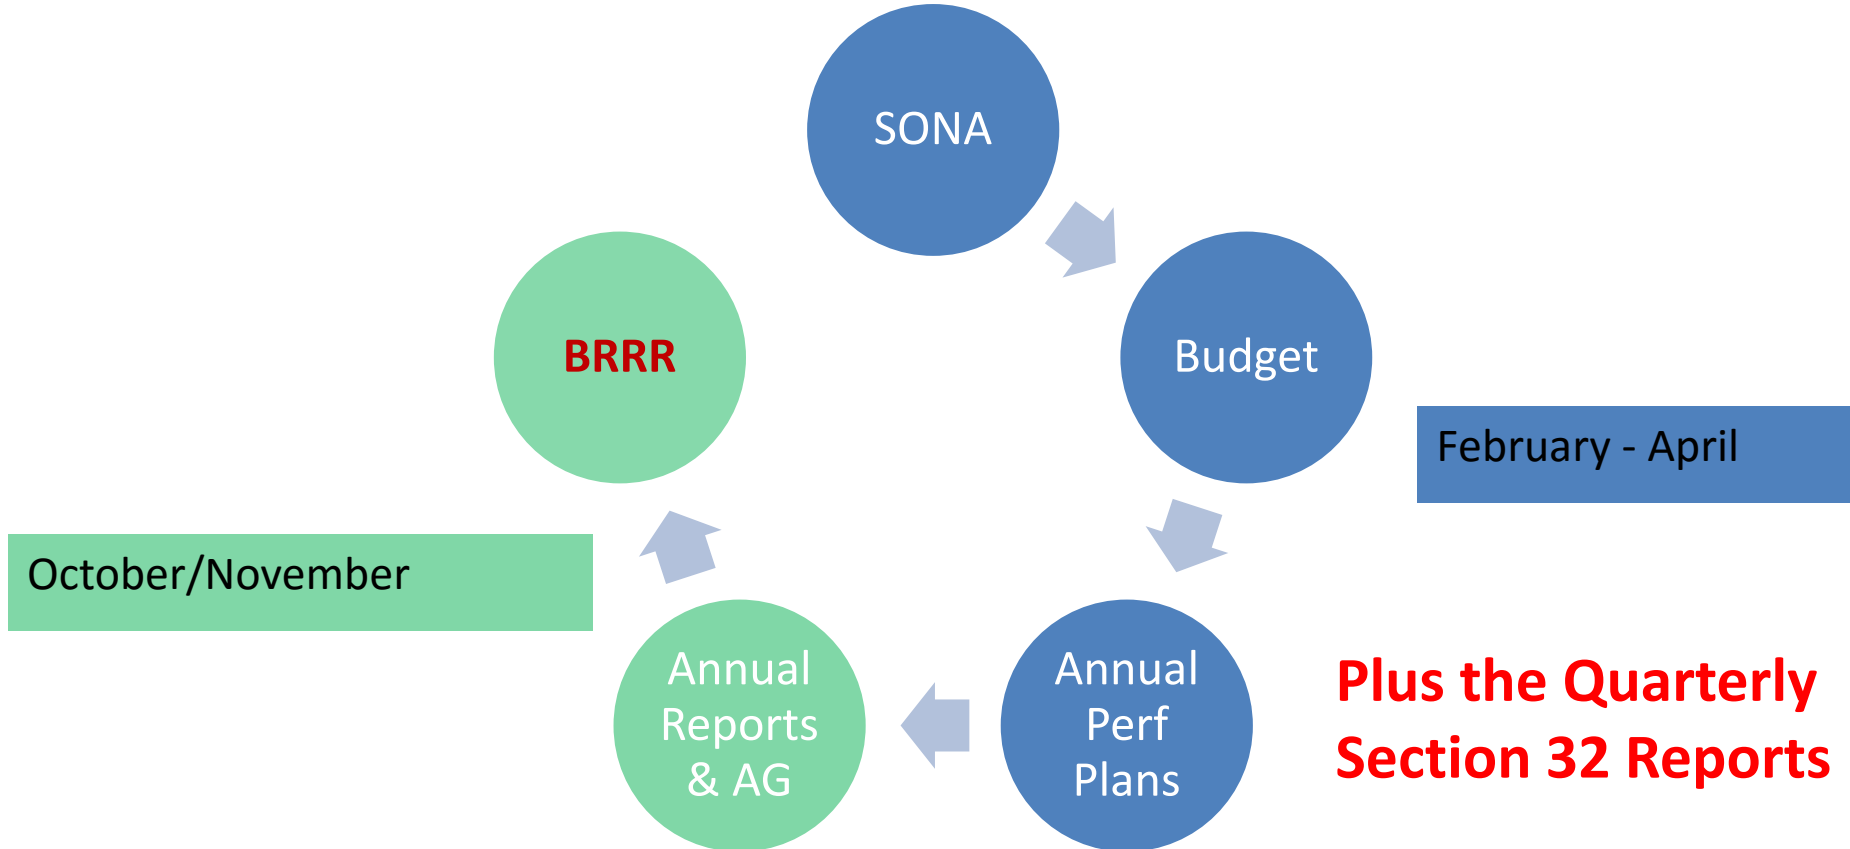 SONA
BRRR
Budget
February - April
October/November
Annual
Reports
& AG
Annual
Perf
Plans
Plus the Quarterly
Section 32 Reports